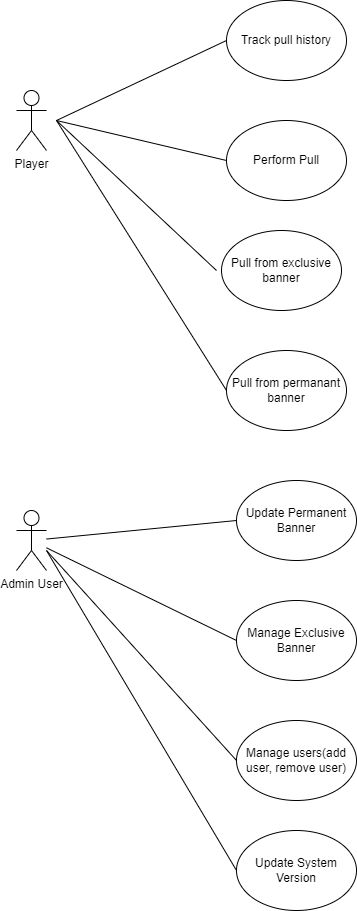 Track pull history
Player
Perform Pull
Pull from exclusive
banner
Pull from permanant
banner
Update Permanent
Banner
Admin User
Manage Exclusive
Banner
Manage users(add
user, remove user)
Update System
Version